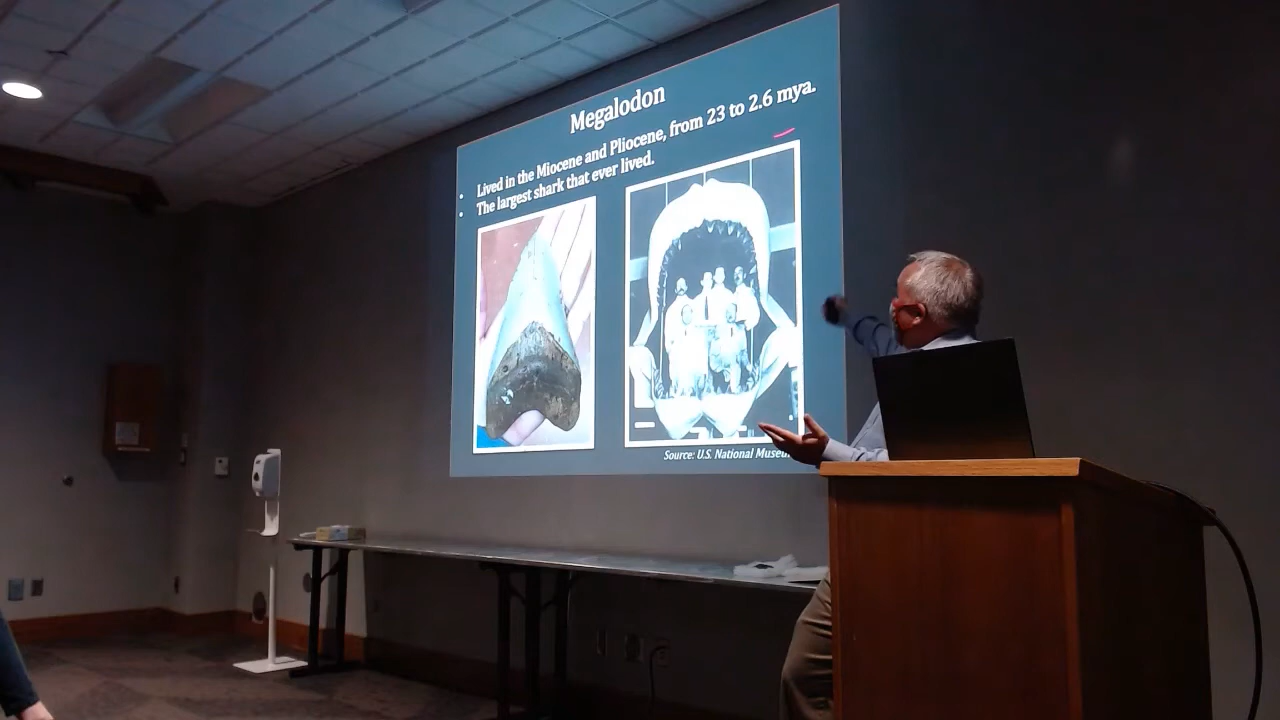 Megalodon
• Lived in the Miocene and Pliocene, from 23 to 2.6 mya.
• The largest shark that ever lived.
Source: U.S. National